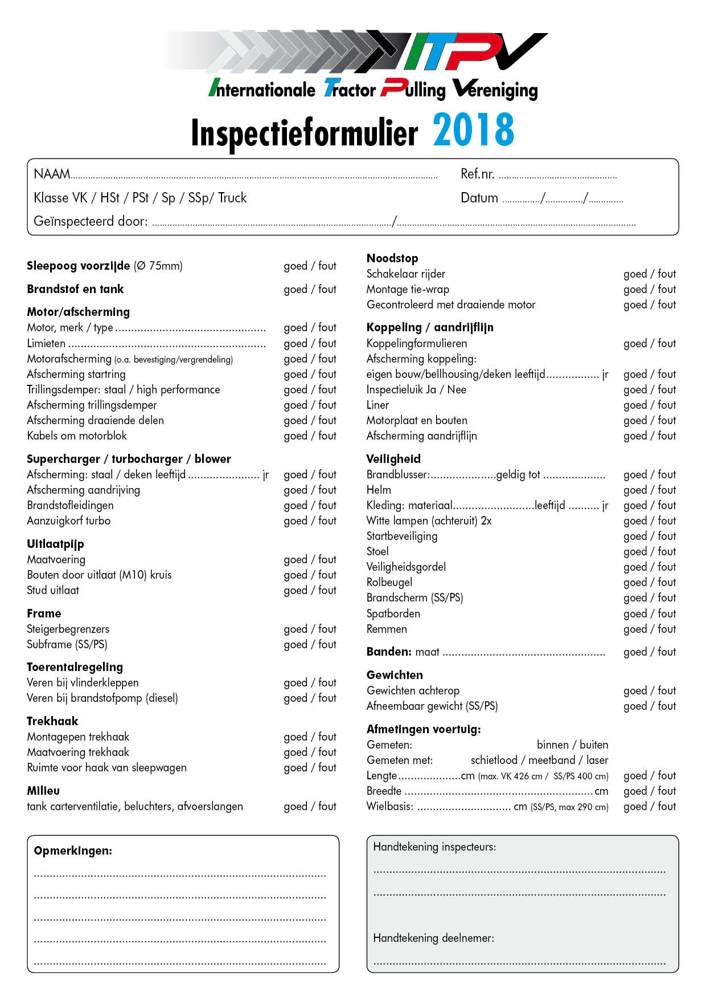 ITPV
Internationale Tractor Pulling Vereniging
Inspectieformulier 2018
NAAM.................................................. Ref.nr. ..............................
Klasse VK / HSt / PSt / Sp / SSp/ Truck Datum .............../.............../..............
Geïnspecteerd door: ................................................../..................................................
Sleepoog voorzijde (Ø 75mm) goed / fout
Brandstof en tank goed / fout
Motor/afscherming
Motor, merk / type ................................................ goed / fout
Limieten ............................................................... goed / fout
Motorafscherming (o.a. bevestiging/vergrendeling) goed / fout
Afscherming startring goed / fout
Trillingsdemper: staal / high performance goed / fout
Afscherming trillingsdemper goed / fout
Afscherming draaiende delen goed / fout
Kabels om motorblok goed / fout
Supercharger / turbocharger / blower
Afscherming: staal / deken leeftijd ....................... jr goed / fout
Afscherming aandrijving goed / fout
Brandstofleidingen goed / fout
Aanzuigkorf turbo goed / fout
Uitlaatpijp
Maatvoering goed / fout
Bouten door uitlaat (M10) kruis goed / fout
Stud uitlaat goed / fout
Frame
Steigerbegrenzers goed / fout
Subframe (SS/PS) goed / fout
Toerentalregeling
Veren bij vlinderkleppen goed / fout
Veren bij brandstofpomp (diesel) goed / fout
Trekhaak
Montagepen trekhaak goed / fout
Maatvoering trekhaak goed / fout
Ruimte voor haak van sleepwagen goed / fout
Milieu
tank carterventilatie, beluchters, afvoerslangen goed / fout
Noodstop
Schakelaar rijder goed / fout
Montage tie-wrap goed / fout
Gecontroleerd met draaiende motor goed / fout
Koppeling / aandrijflijn
Koppelingformulieren goed / fout
Afscherming koppeling:
eigen bouw/bellhousing/deken leeftijd................. jr goed / fout
Inspectieluik Ja / Nee goed / fout
Liner goed / fout
Motorplaat en bouten goed / fout
Afscherming aandrijflijn goed / fout
Veiligheid
Brandblusser:.....................geldig tot .................... goed / fout
Helm goed / fout
Kleding: materiaal..........................leeftijd .......... jr goed / fout
Witte lampen (achteruit) 2x goed / fout
Startbeveiliging goed / fout
Stoel goed / fout
Veiligheidsgordel goed / fout
Rolbeugel goed / fout
Brandscherm (SS/PS) goed / fout
Spatborden goed / fout
Remmen goed / fout
Banden: maat .................................................... goed / fout
Gewichten
Gewichten achterop goed / fout
Afneembaar gewicht (SS/PS) goed / fout
Afmetingen voertuig:
Gemeten: binnen / buiten
Gemeten met: schietlood / meetband / laser
Lengte....................cm (max. VK 426 cm / SS/PS 400 cm) goed / fout
Breedte ............................................................ cm goed / fout
Wielbasis: .............................. cm (SS/PS, max 290 cm) goed / fout
Opmerkingen:
..................................................
..................................................
..................................................
..................................................
..................................................
Handtekening inspecteurs:
..................................................
..................................................
Handtekening deelnemer:
..................................................